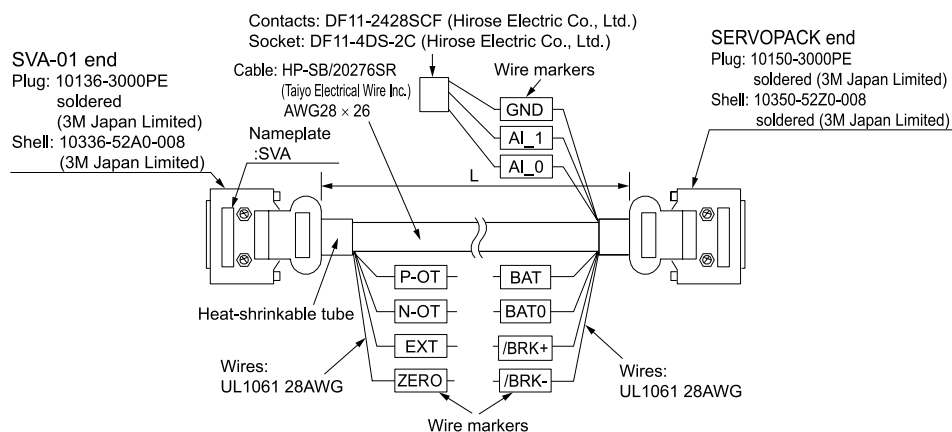 Contacts: DF11-2428SCF (Hirose Electric Co., Ltd.)
Socket: DF11-4DS-2C (Hirose Electric Co., Ltd.)
SVA-01 end
Plug: 10136-3000PE
soldered
(3M Japan Limited)
Shell: 10336-52A0-008
(3M Japan Limited)
Nameplate
:SVA
Cable: HP-SB/20276SR
(Taiyo Electrical Wire Inc.)
AWG28 × 26
Wire markers
GND
AI_1
AI_0
SERVOPACK end
Plug: 10150-3000PE
soldered (3M Japan Limited)
Shell: 10350-52Z0-008
soldered (3M Japan Limited)
L
Heat-shrinkable tube
P-OT
N-OT
EXT
ZERO
BAT
BAT0
/BRK+
/BRK-
Wires:
UL1061 28AWG
Wires:
UL1061 28AWG
Wire markers